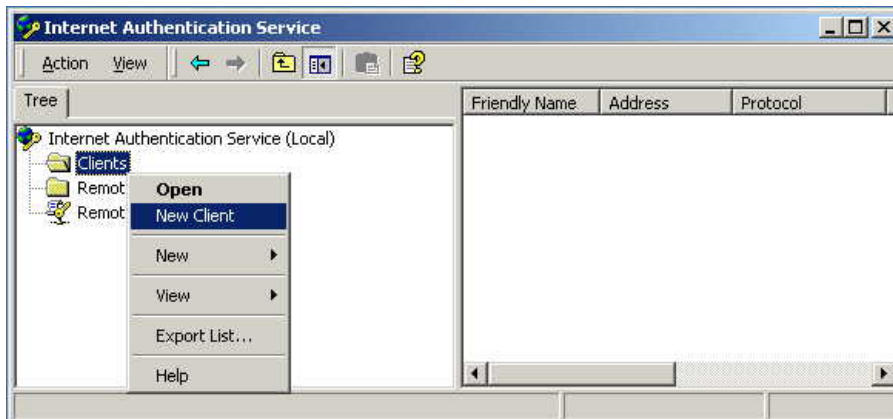 Internet Authentication Service
Action View
Tree
Friendly Name Address Protocol
Internet Authentication Service (Local)
Clients
Remot
Remot
Open
New Client
New
View
Export List...
Help